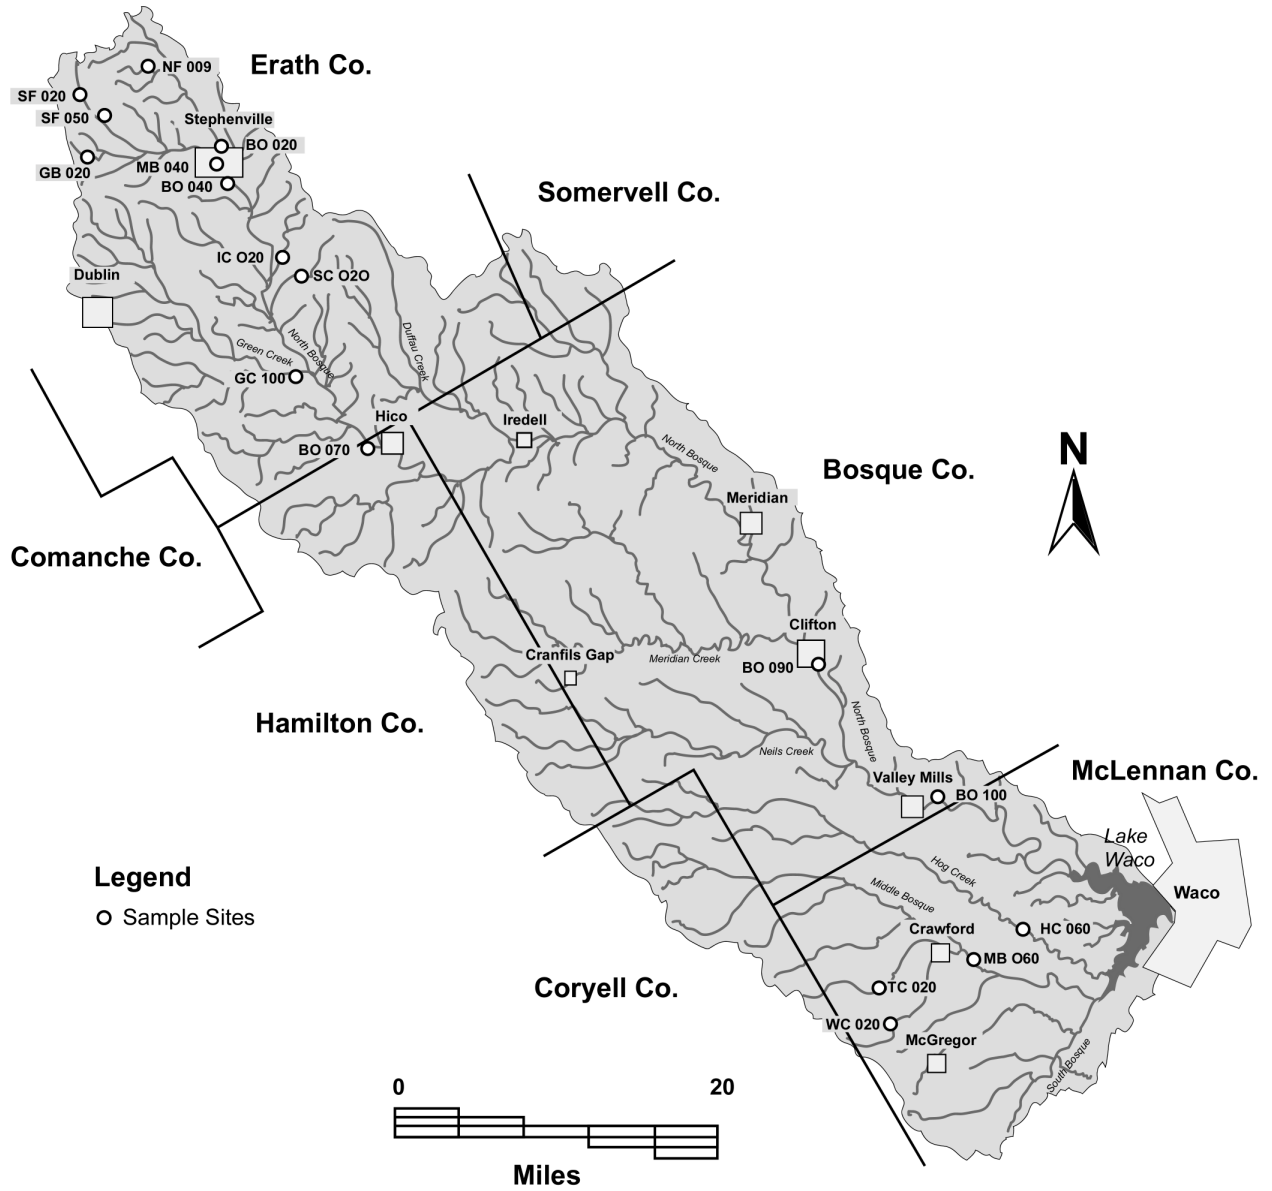 Erath Co.
NF 009
SF 020
SF 050
Stephenville
BO 020
MB 040
GB 020
BO 040
Somervell Co.
IC O20
SC O2O
Dublin
Duffau Creek
North Bosque
Green Creek
GC 100
Hico
Iredell
BO 070
North Bosque
Bosque Co.
N
Meridian
Comanche Co.
Clifton
Cranfils Gap
Meridian Creek
BO 090
Hamilton Co.
North Bosque
Neils Creek
Valley Mills
McLennan Co.
BO 100
Lake
Waco
Hog Creek
Legend
Middle Bosque
Waco
Sample Sites
Crawford
HC 060
MB O60
Coryell Co.
TC 020
WC 020
McGregor
South Bosque
0
20
Miles